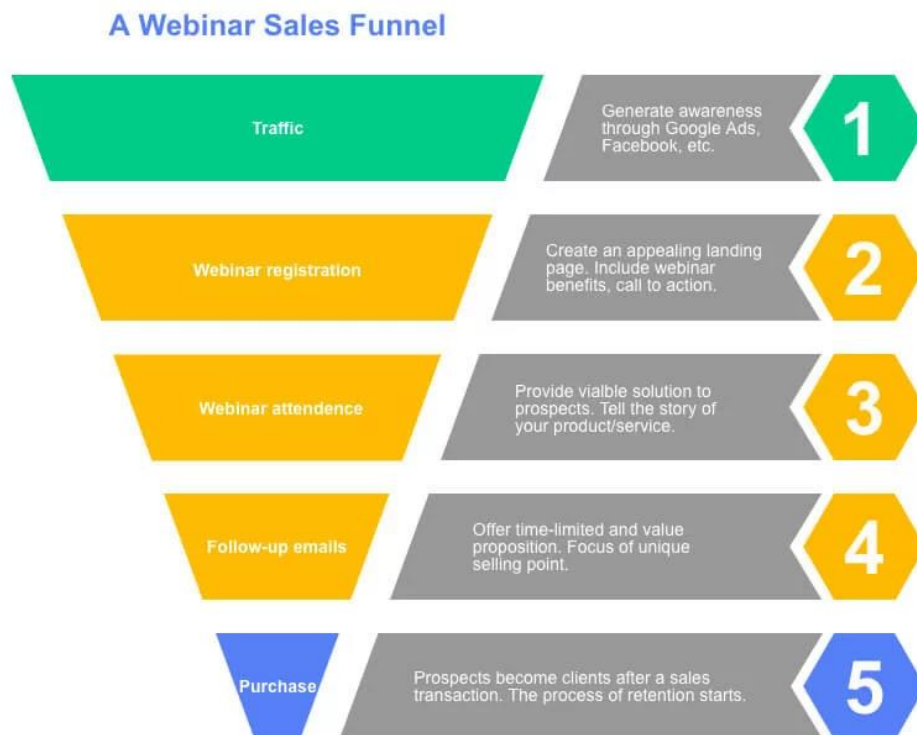 A Webinar Sales Funnel
Traffic
Generate awareness
through Google Ads,
Facebook, etc.
1
Webinar registration
Create an appealing landing
page. Include webinar
benefits, call to action.
2
Webinar attendence
Provide vialble solution to
prospects. Tell the story of
your product/service.
3
Follow-up emails
Offer time-limited and value
proposition. Focus of unique
selling point.
4
Purchase
Prospects become clients after a sales
transaction. The process of retention starts.
5